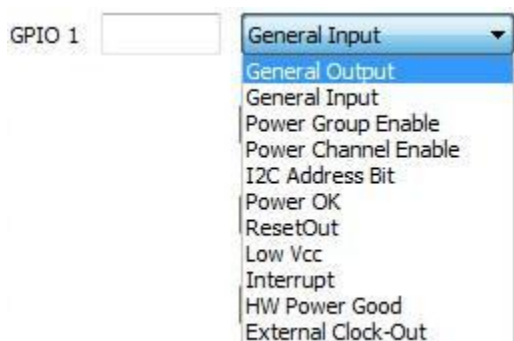 GPIO 1 General Input
General Output
General Input
Power Group Enable
Power Channel Enable
I2C Address Bit
Power OK
ResetOut
Low Vcc
Interrupt
HW Power Good
External Clock-Out